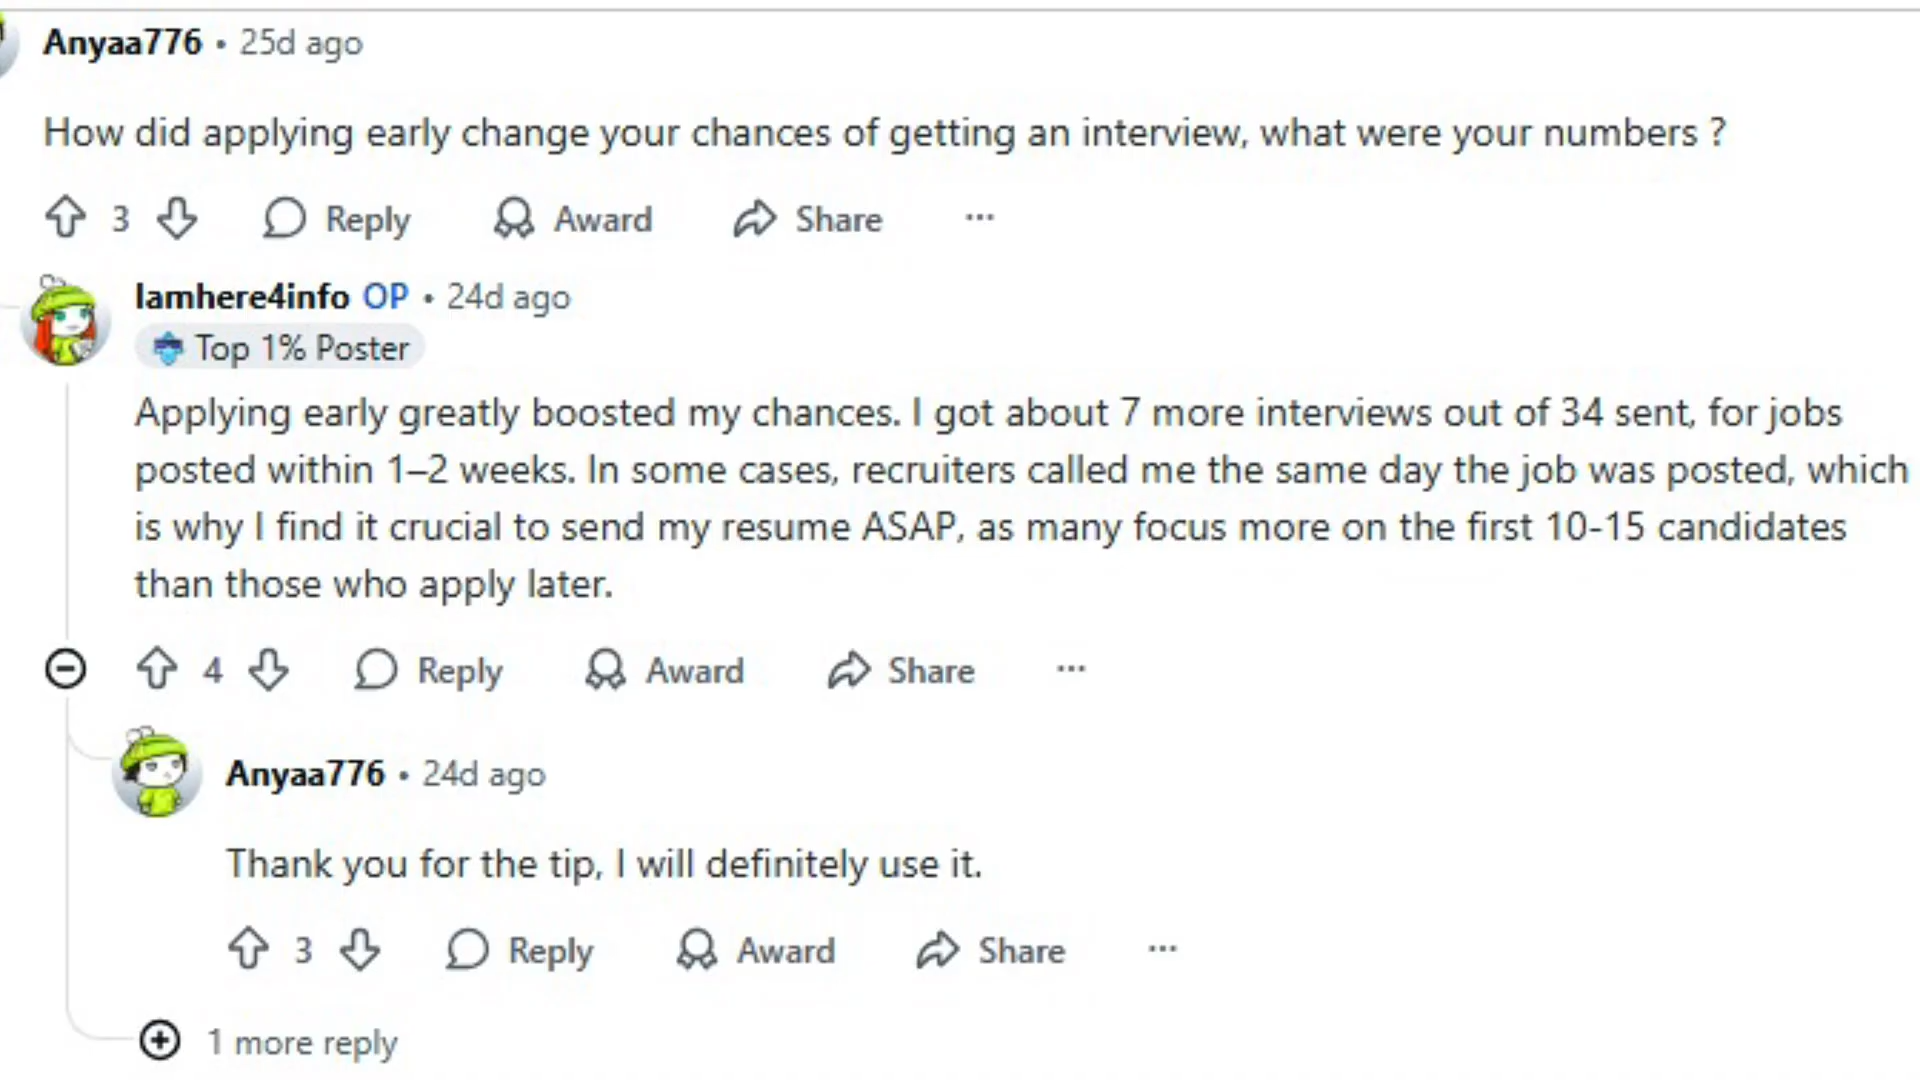 Anyaa776 • 25d ago
How did applying early change your chances of getting an interview, what were your numbers ?
3 Reply Award Share ...
Iamhere4info OP • 24d ago
Top 1% Poster
Applying early greatly boosted my chances. I got about 7 more interviews out of 34 sent, for jobs
posted within 1–2 weeks. In some cases, recruiters called me the same day the job was posted, which
is why I find it crucial to send my resume ASAP, as many focus more on the first 10-15 candidates
than those who apply later.
4 Reply Award Share ...
Anyaa776 • 24d ago
Thank you for the tip, I will definitely use it.
3 Reply Award Share ...
1 more reply